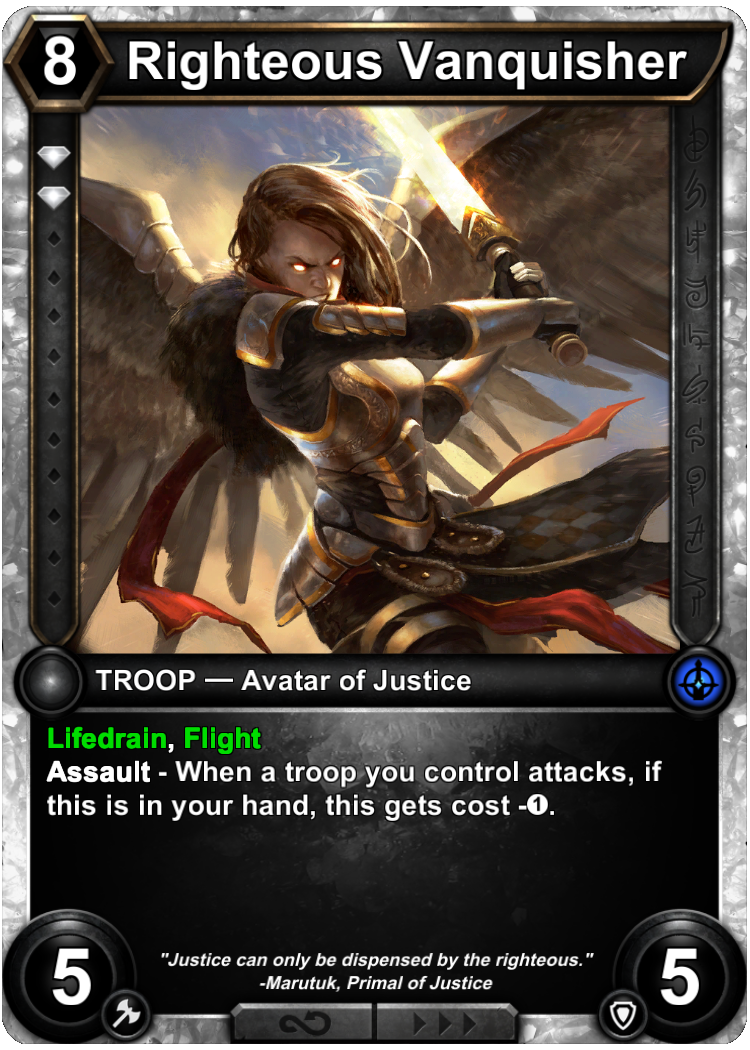 8 Righteous Vanquisher
TROOP — Avatar of Justice
Lifedrain, Flight
Assault - When a troop you control attacks, if
this is in your hand, this gets cost -❶.
"Justice can only be dispensed by the righteous."
-Marutuk, Primal of Justice
5
5